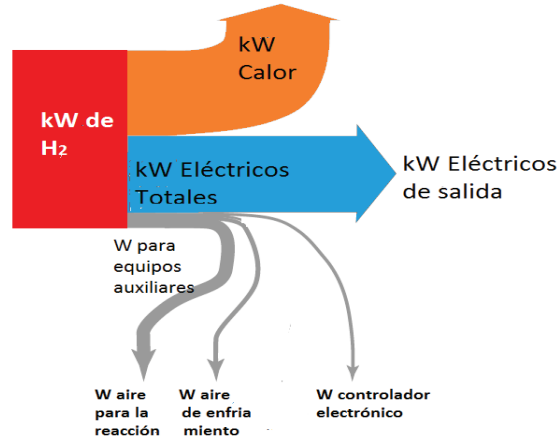 kW
Calor
kW de
H₂
kW Eléctricos
Totales
kW Eléctricos
de salida
W para
equipos
auxiliares
W aire
para la
reacción
W aire
de enfria
miento
W controlador
electrónico